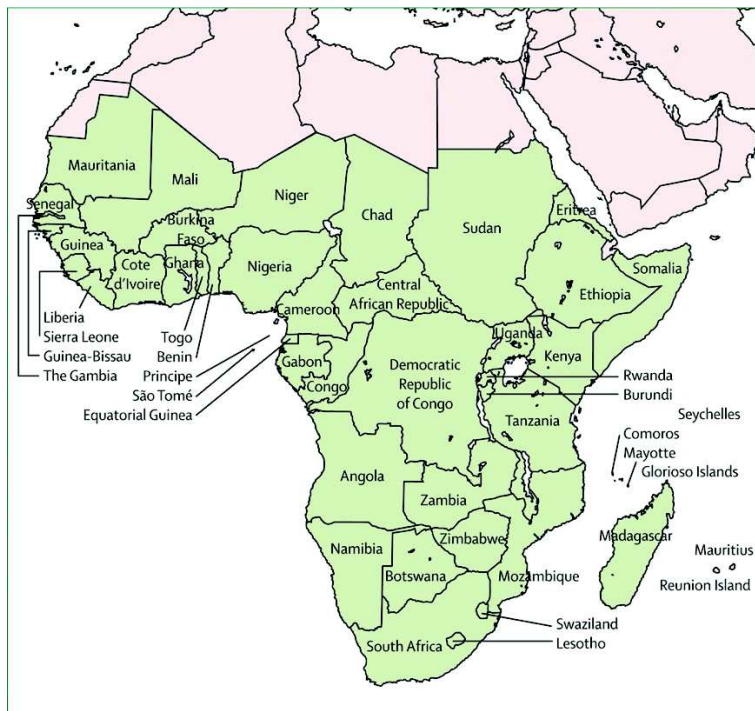 Mauritania
Mali
Niger
Chad
Sudan
Eritrea
Senegal
Burkina
Faso
Guinea
Cote
d'Ivoire
Ghana
Nigeria
Central
African Republic
Cameroon
Ethiopia
Somalia
Liberia
Sierra Leone
Guinea-Bissau
The Gambia
Togo
Benin
Principe
São Tomé
Equatorial Guinea
Gabon
Congo
Democratic
Republic
of Congo
Uganda
Kenya
Rwanda
Burundi
Tanzania
Seychelles
Comoros
Mayotte
Glorioso Islands
Angola
Zambia
Zimbabwe
Namibia
Botswana
Mozambique
Madagascar
Mauritius
Reunion Island
Swaziland
Lesotho
South Africa